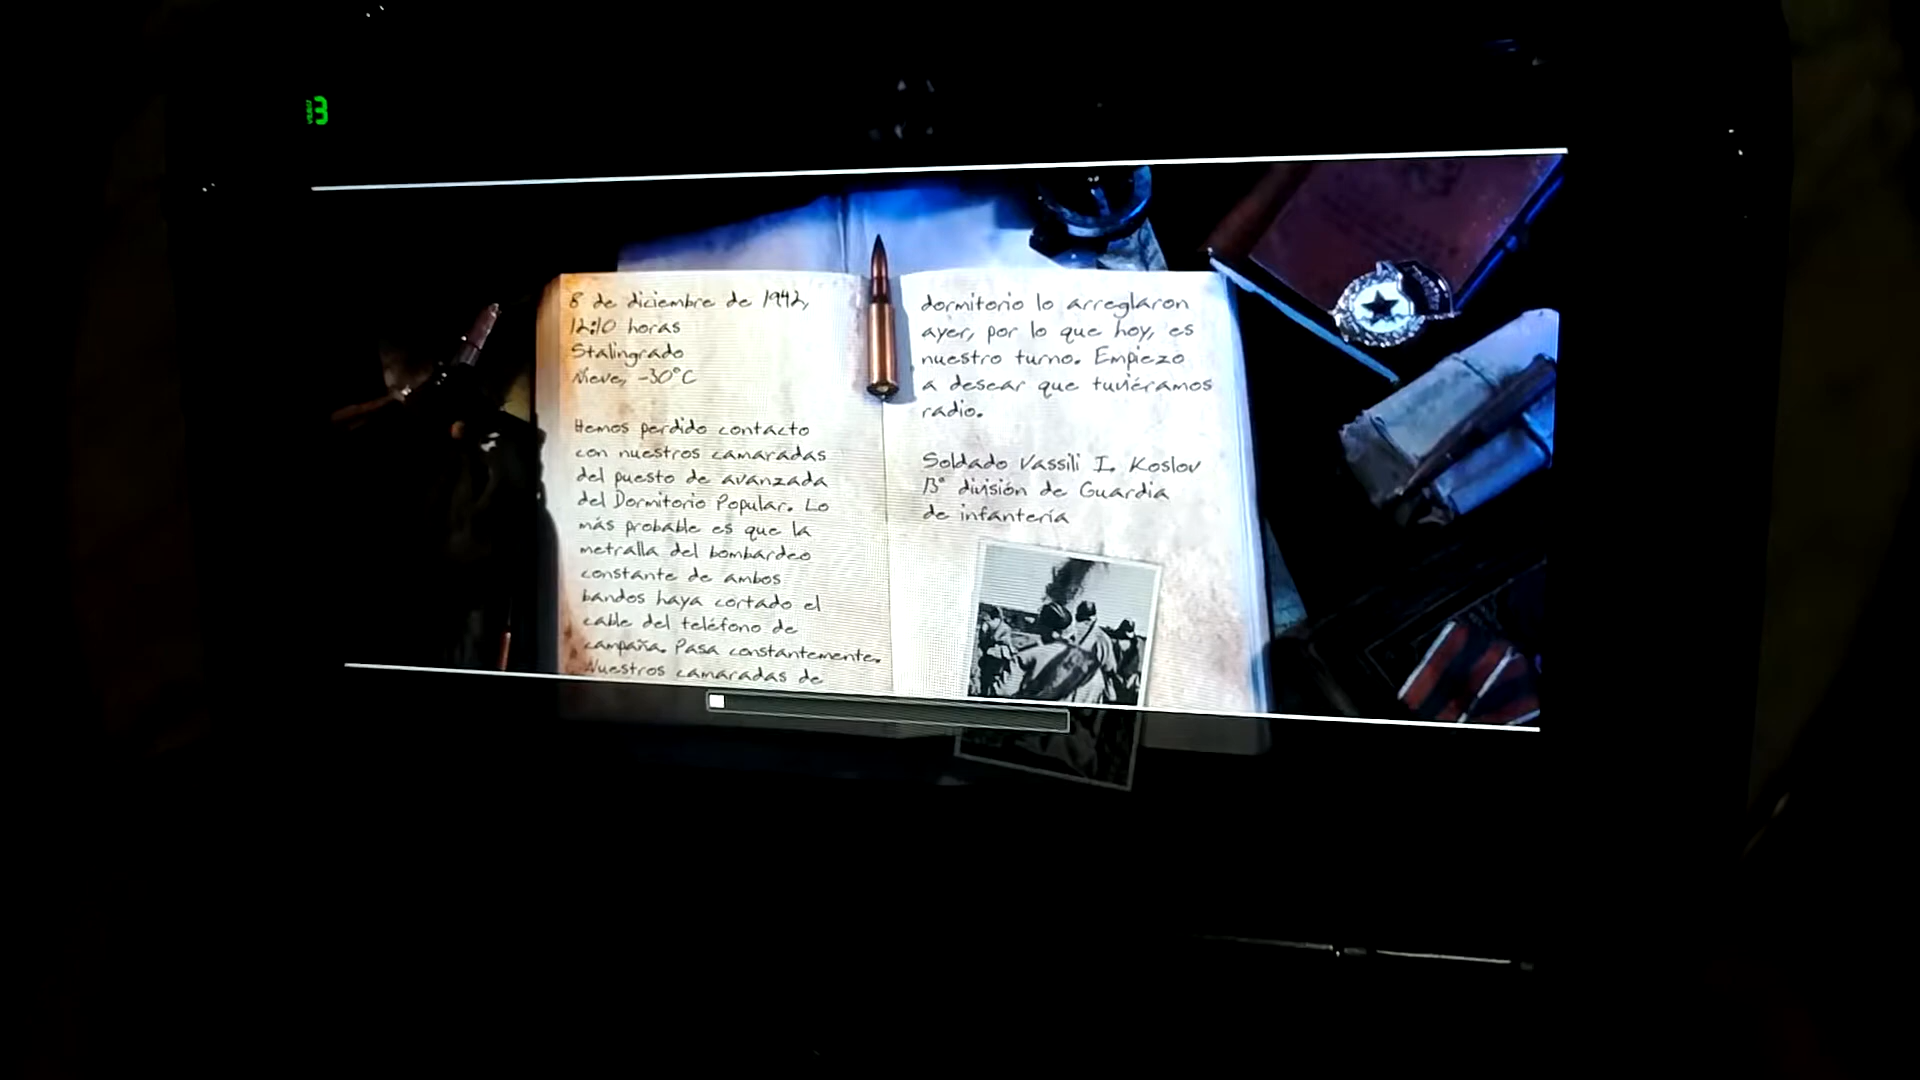 3
8 de diciembre de 1942,
12:10 horas
Stalingrado
Nieve, -30°C
Hemos perdido contacto
con nuestros camaradas
del puesto de avanzada
del Dormitorio Popular. Lo
más probable es que la
metralla del bombardeo
constante de ambos
bandos haya cortado el
cable del teléfono de
campaña. Pasa constantemente.
Nuestros camaradas de
dormitorio lo arreglaron
ayer, por lo que hoy, es
nuestro turno. Empiezo
a desear que tuviéramos
radio.
Soldado Vassili I. Koslov
13ª división de Guardia
de infantería